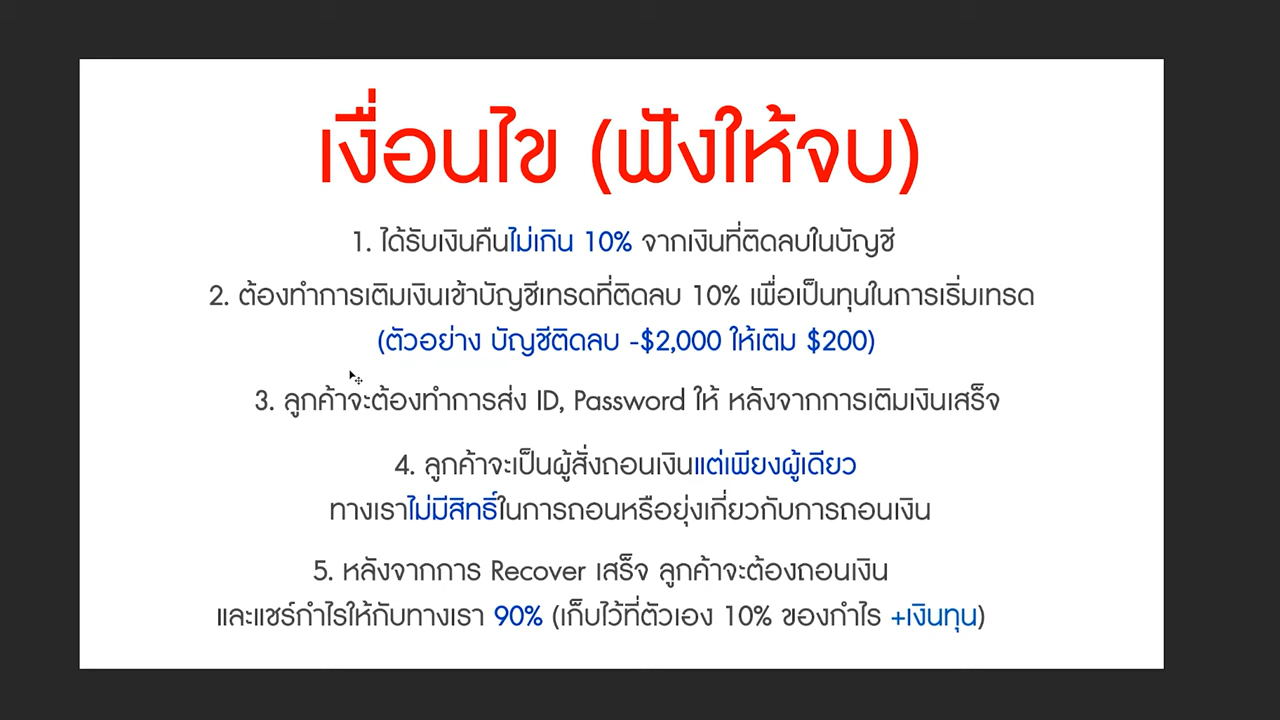 เงื่อนไข (ฟังให้จบ)
1. ได้รับเงินคืนไม่เกิน 10% จากเงินที่ติดลบในบัญชี
2. ต้องทำการเติมเงินเข้าบัญชีเทรดที่ติดลบ 10% เพื่อเป็นทุนในการเริ่มเทรด
(ตัวอย่าง บัญชีติดลบ -$2,000 ให้เติม $200)
3. ลูกค้าจะต้องทำการส่ง ID, Password ให้ หลังจากการเติมเงินเสร็จ
4. ลูกค้าจะเป็นผู้สั่งถอนเงินแต่เพียงผู้เดียว
ทางเราไม่มีสิทธิ์ในการถอนหรือยุ่งเกี่ยวกับการถอนเงิน
5. หลังจากการ Recover เสร็จ ลูกค้าจะต้องถอนเงิน
และแชร์กำไรให้กับทางเรา 90% (เก็บไว้ที่ตัวเอง 10% ของกำไร +เงินทุน)